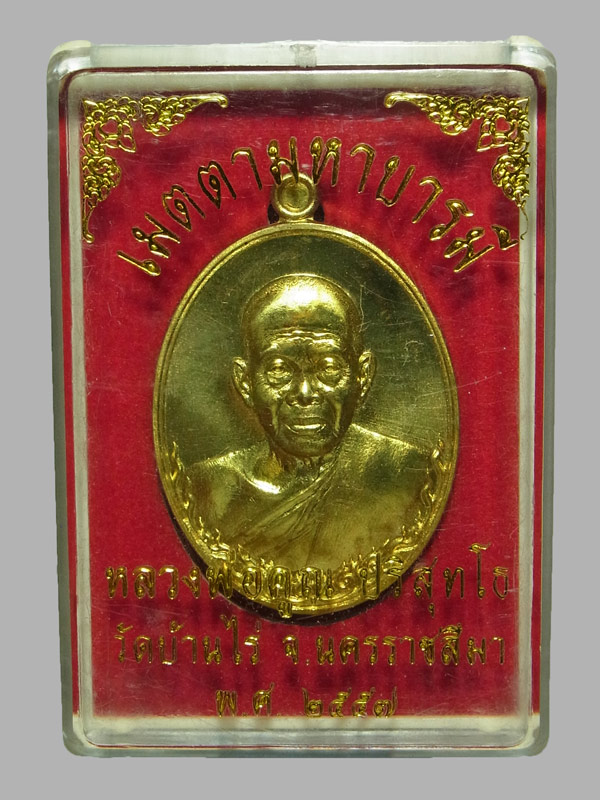 เมตตามหาบารมี
หลวงพ่อคูณ ปริสุทโธ
วัดบ้านไร่ จ.นครราชสีมา
พ.ศ. ๒๕๕๗